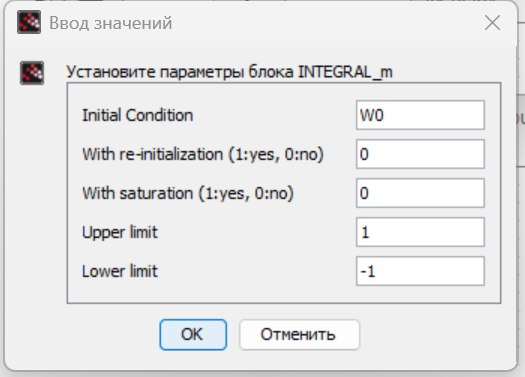 Ввод значений
Установите параметры блока INTEGRAL_m
Initial Condition W0
With re-initialization (1:yes, 0:no) 0
With saturation (1:yes, 0:no) 0
Upper limit 1
Lower limit -1
OK Отменить